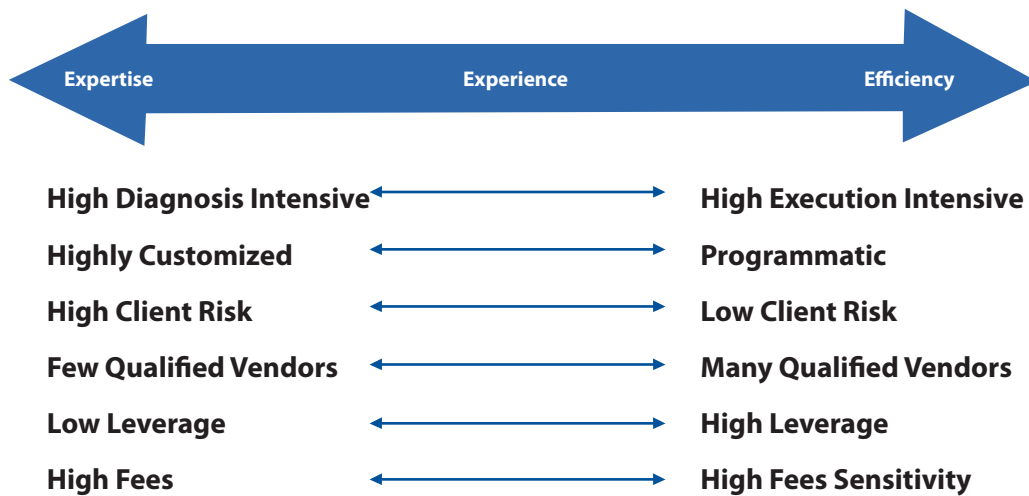 Expertise Experience Efficiency
High Diagnosis Intensive High Execution Intensive
Highly Customized Programmatic
High Client Risk Low Client Risk
Few Qualified Vendors Many Qualified Vendors
Low Leverage High Leverage
High Fees High Fees Sensitivity